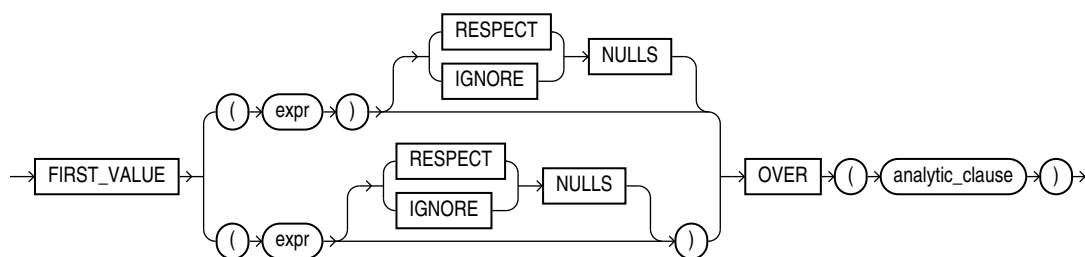 RESPECT
IGNORE
NULLS
( expr )
FIRST_VALUE
RESPECT
IGNORE
NULLS
( expr )
OVER ( analytic_clause )